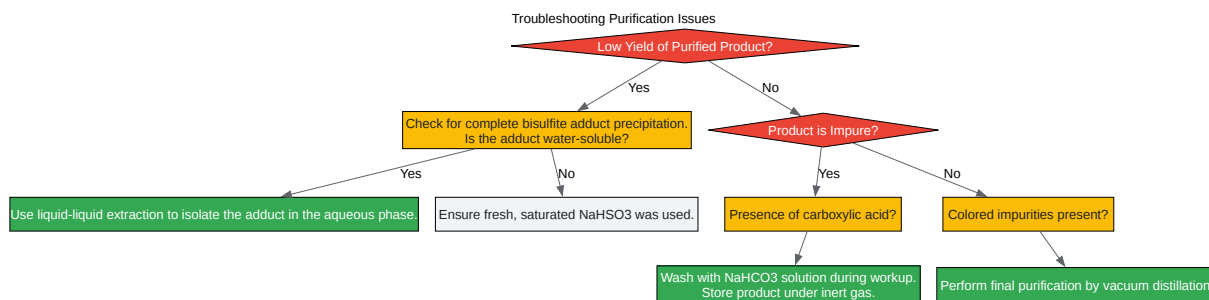 Troubleshooting Purification Issues
Low Yield of Purified Product?
Yes
No
Check for complete bisulfite adduct precipitation.
Is the adduct water-soluble?
Product is Impure?
Yes
No
Yes
No
Use liquid-liquid extraction to isolate the adduct in the aqueous phase.
Ensure fresh, saturated NaHSO3 was used.
Presence of carboxylic acid?
Colored impurities present?
Wash with NaHCO3 solution during workup.
Store product under inert gas.
Perform final purification by vacuum distillation